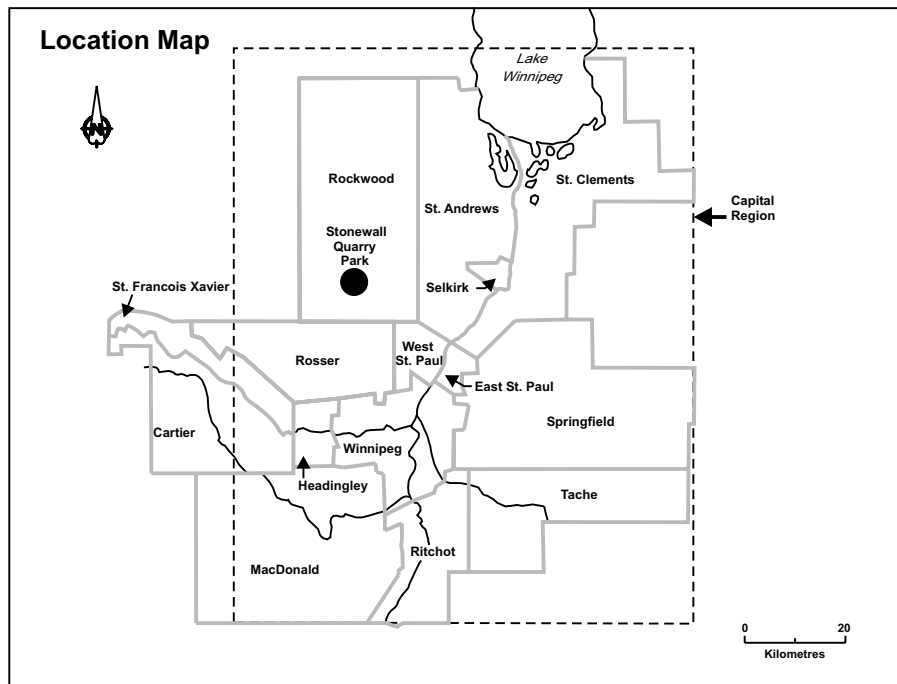 Location Map
Lake
Winnipeg
N
Rockwood
St. Clements
St. Andrews
Capital
Region
Stonewall
Quarry
Park
St. Francois Xavier
Selkirk
Rosser
West
St. Paul
East St. Paul
Springfield
Cartier
Winnipeg
Headingley
Tache
Ritchot
MacDonald
0 20
Kilometres